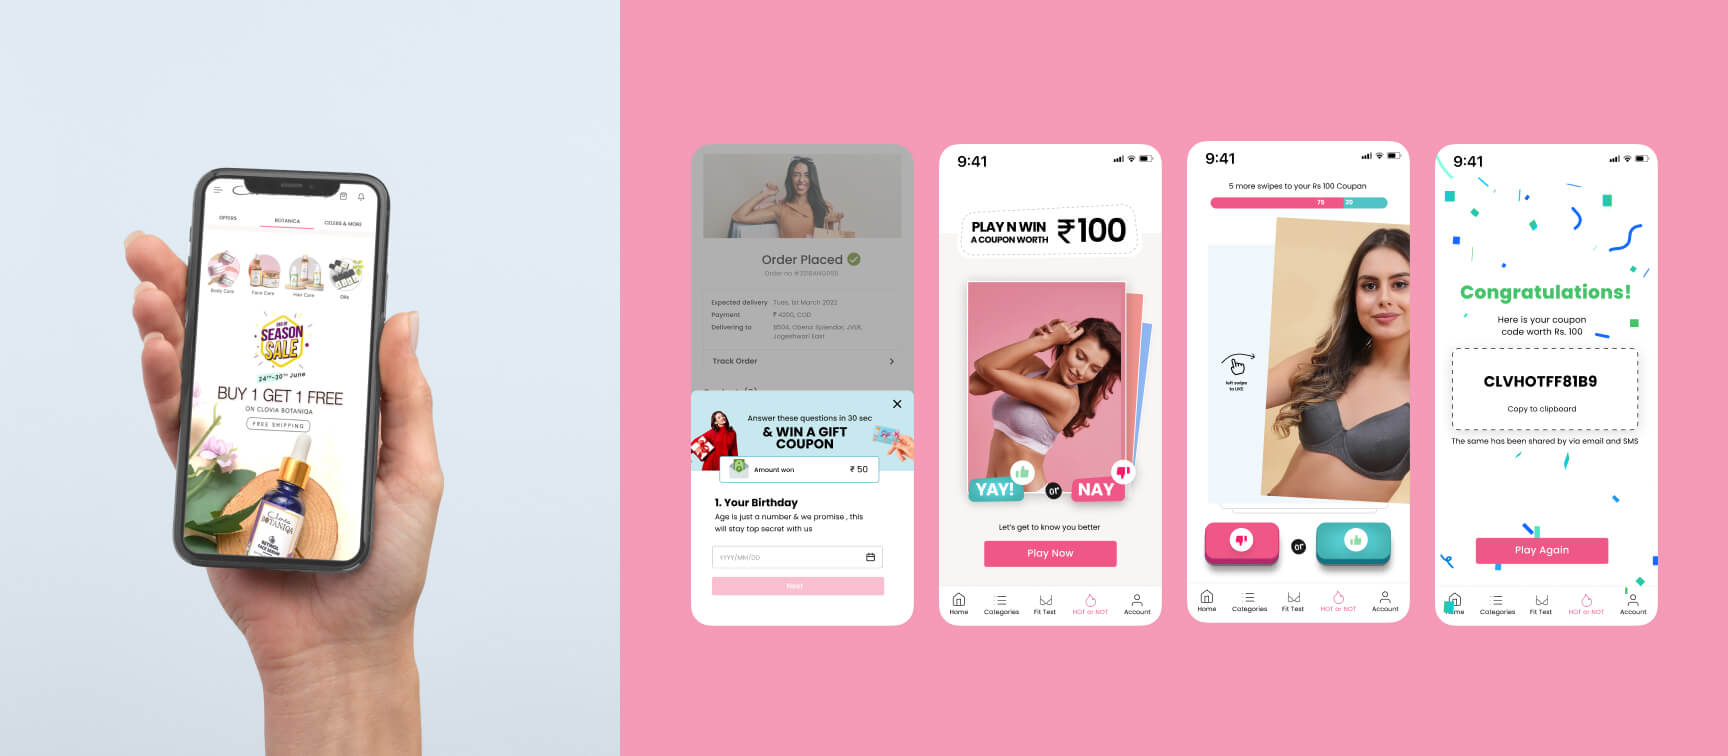 OFFERS
BOTANICA
CELEBS & MORE
Body Care
Face Care
Hair Care
Oils
END OF
SEASON
SALE
24TH-30TH June
BUY 1 GET 1 FREE
ON CLOVIA BOTANIQA
FREE SHIPPING
Clovia
BOTANIQA
RETINOL
Order Placed
Expected delivery Tues, 1st March 2022
Payment ₹ 4200, COD
Delivering to B504, Oberoi Splendor, JVLR,
Jogeshwari East
Track Order
Answer these questions in 30 sec
& WIN A GIFT
COUPON
Amount won ₹ 50
1. Your Birthday
Age is just a number & we promise , this
will stay top secret with us
YYYY/MM/DD
Next
9:41
PLAY N WIN
A COUPON WORTH
₹100
YAY!
or
NAY
Let's get to know you better
Play Now
Home
Categories
Fit Test
HOT or NOT
Account
9:41
5 more swipes to your Rs 100 Coupan
75
20
left swipe
to LIKE
or
Home
Categories
Fit Test
HOT or NOT
Account
9:41
Congratulations!
Here is your coupon
code worth Rs. 100
CLVHOTFF81B9
Copy to clipboard
The same has been shared by via email and SMS
Play Again
Home
Categories
Fit Test
HOT or NOT
Account